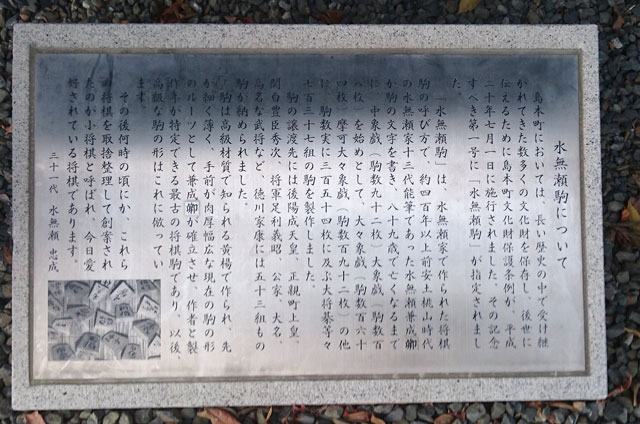 水無瀬駒について
島本町においては、長い歴史の中で受け継
がれてきた数多くの文化財を保存し、後世に
伝えるために島本町文化財保護条例が、平成
二十年七月一日に施行されました。その記念
すべき第一号に「水無瀬駒」が指定されまし
た。
「水無瀬駒」は、水無瀬家で作られた将棋
駒の呼び方で、約四百年以上前安土桃山時代
の水無瀬家十三代能筆であった水無瀬兼成卿
が駒の文字を書き、八十九歳で亡くなるまで
に、中象戯（駒数九十二枚）大象戯（駒数百
枚）を始めとして、大々象戯（駒数百六十
四枚）摩可大々象戯（駒数百九十二枚）の他
に、駒数実に三百五十四枚に及ぶ大将棊等々
七百三十七組の駒を製作しました。
駒の譲渡先には後陽成天皇、正親町上皇、
関白豊臣秀次、将軍足利義昭、公家、大名、
高名な武将など、徳川家康には五十三組もの
駒が納められました。
駒は高級材質で知られる黄楊で作られ、先
が細く薄く、手前が肉厚幅広な現在の駒の形
のルーツとして兼成卿が確立させ、作者と製
作年が特定できる最古の将棋駒であり、以後、
高級な駒の形はこれに倣ってい
ます。
その後何時の頃にか、これら
の将棋を取捨整理して創案され
たのが小将棋と呼ばれ、今日愛
好されている将棋であります。
三十一代 水無瀬 忠成